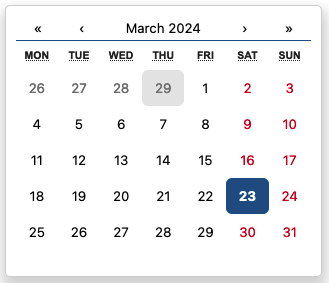 « ‹ March 2024 › »
MON TUE WED THU FRI SAT SUN
26 27 28 29 1 2 3
4 5 6 7 8 9 10
11 12 13 14 15 16 17
18 19 20 21 22 23 24
25 26 27 28 29 30 31